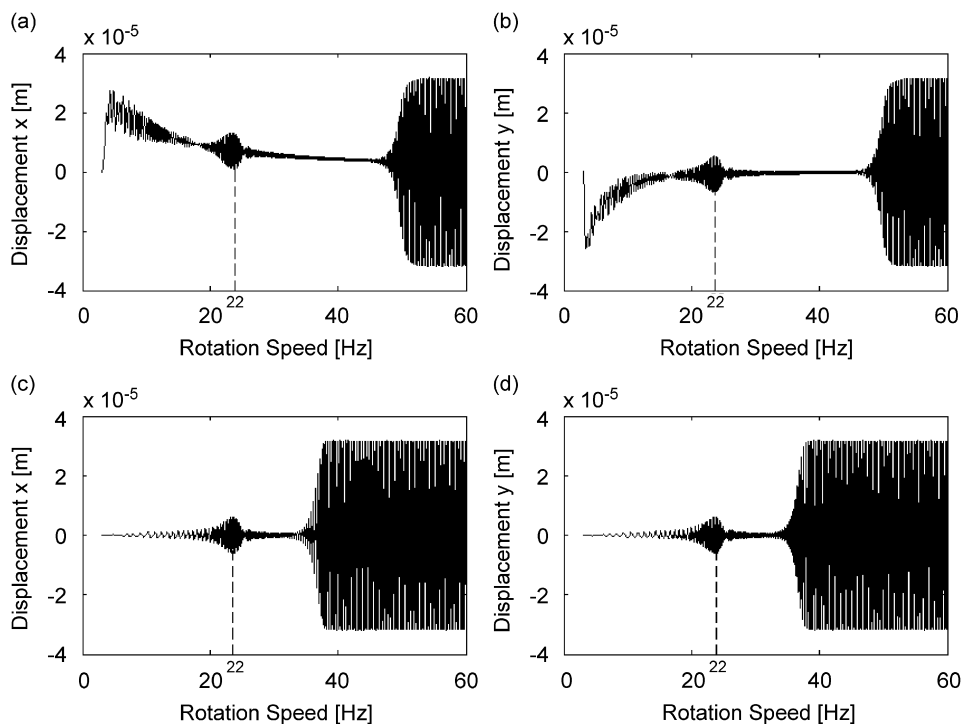 (a)
x 10-5
Displacement x [m]
4
2
0
-2
-4
0
20
22
40
60
Rotation Speed [Hz]
(b)
x 10-5
Displacement y [m]
4
2
0
-2
-4
0
20
22
40
60
Rotation Speed [Hz]
(c)
x 10-5
Displacement x [m]
4
2
0
-2
-4
0
20
22
40
60
Rotation Speed [Hz]
(d)
x 10-5
Displacement y [m]
4
2
0
-2
-4
0
20
22
40
60
Rotation Speed [Hz]